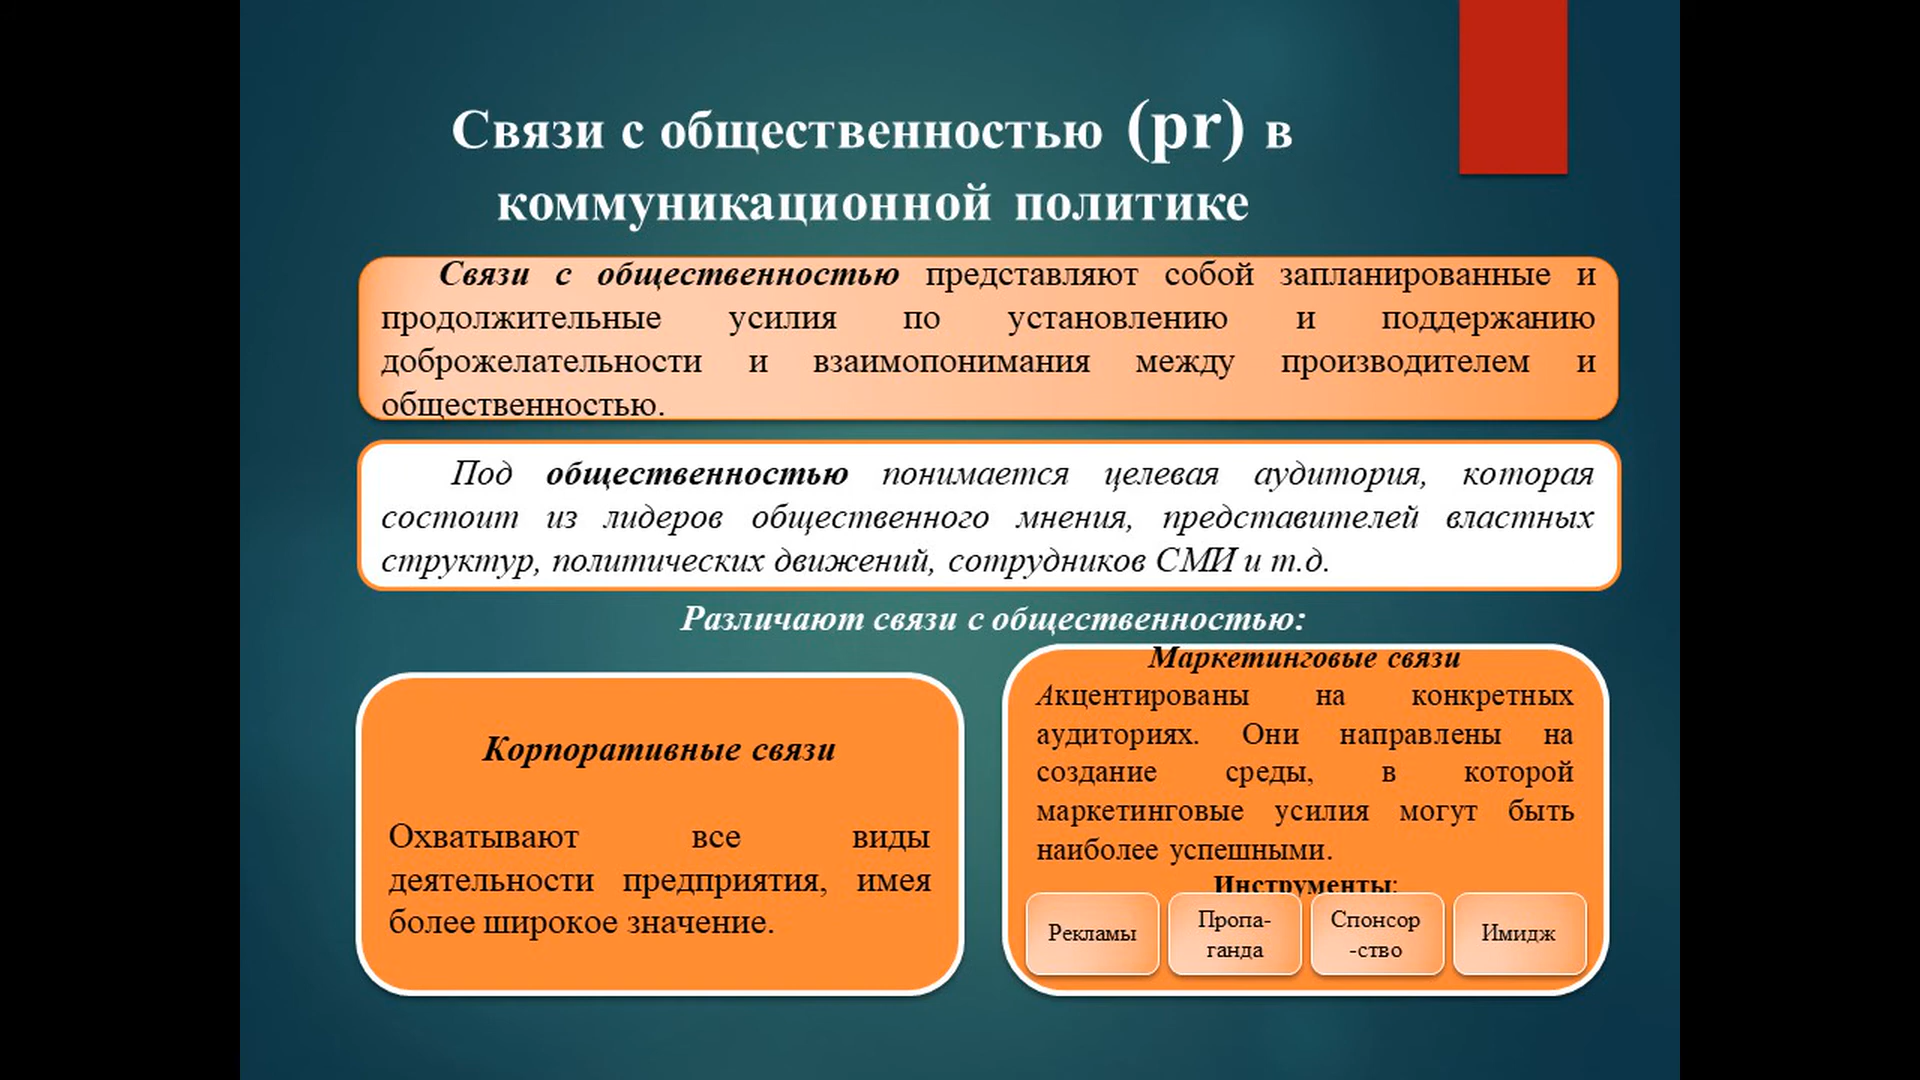 Связи с общественностью (pr) в
коммуникационной политике
Связи с общественностью представляют собой запланированные и
продолжительные усилия по установлению и поддержанию
доброжелательности и взаимопонимания между производителем и
общественностью.
Под общественностью понимается целевая аудитория, которая
состоит из лидеров общественного мнения, представителей властных
структур, политических движений, сотрудников СМИ и т.д.
Различают связи с общественностью:
Корпоративные связи
Охватывают все виды
деятельности предприятия, имея
более широкое значение.
Маркетинговые связи
Акцентированы на конкретных
аудиториях. Они направлены на
создание среды, в которой
маркетинговые усилия могут быть
наиболее успешными.
Инструменты:
Рекламы
Пропа-
ганда
Спонсор
-ство
Имидж